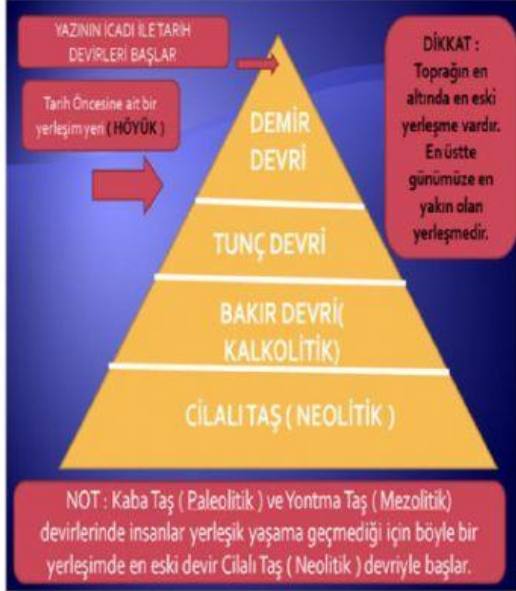 YAZININ İCADI İLE TARİH
DEVİRLERİ BAŞLAR
Tarih Öncesine ait bir
yerleşim yeri ( HÖYÜK )
DİKKAT :
Toprağın en
altında en eski
yerleşme vardır.
En üstte
günümüze en
yakın olan
yerleşmedir.
DEMİR
DEVRİ
TUNÇ DEVRİ
BAKIR DEVRİ(
KALKOLİTİK)
CİLALI TAŞ ( NEOLİTİK )
NOT : Kaba Taş ( Paleolitik ) ve Yontma Taş ( Mezolitik)
devirlerinde insanlar yerleşik yaşama geçmediği için böyle bir
yerleşimde en eski devir Cilalı Taş ( Neolitik ) devriyle başlar.